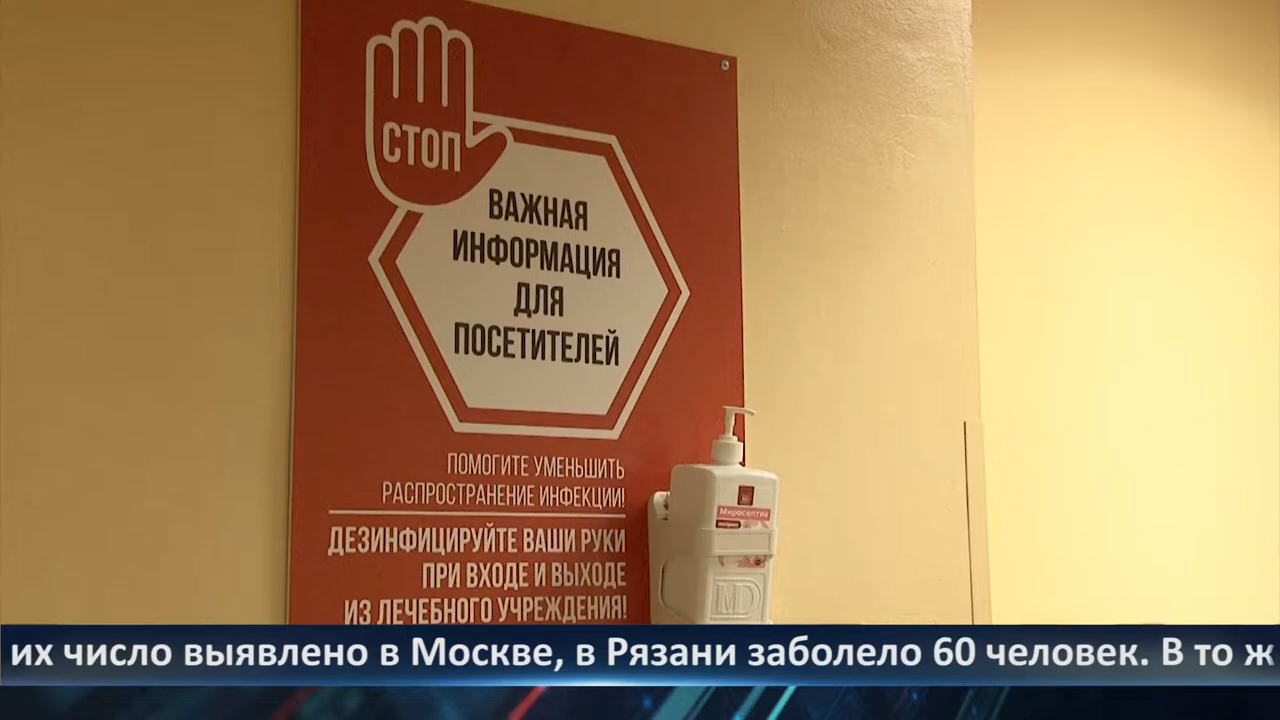 СТОП
ВАЖНАЯ
ИНФОРМАЦИЯ
ДЛЯ
ПОСЕТИТЕЛЕЙ
ПОМОГИТЕ УМЕНЬШИТЬ
РАСПРОСТРАНЕНИЕ ИНФЕКЦИИ!
ДЕЗИНФИЦИРУЙТЕ ВАШИ РУКИ
ПРИ ВХОДЕ И ВЫХОДЕ
ИЗ ЛЕЧЕБНОГО УЧРЕЖДЕНИЯ!
Миросептик
MD
их число выявлено в Москве, в Рязани заболело 60 человек. В то ж